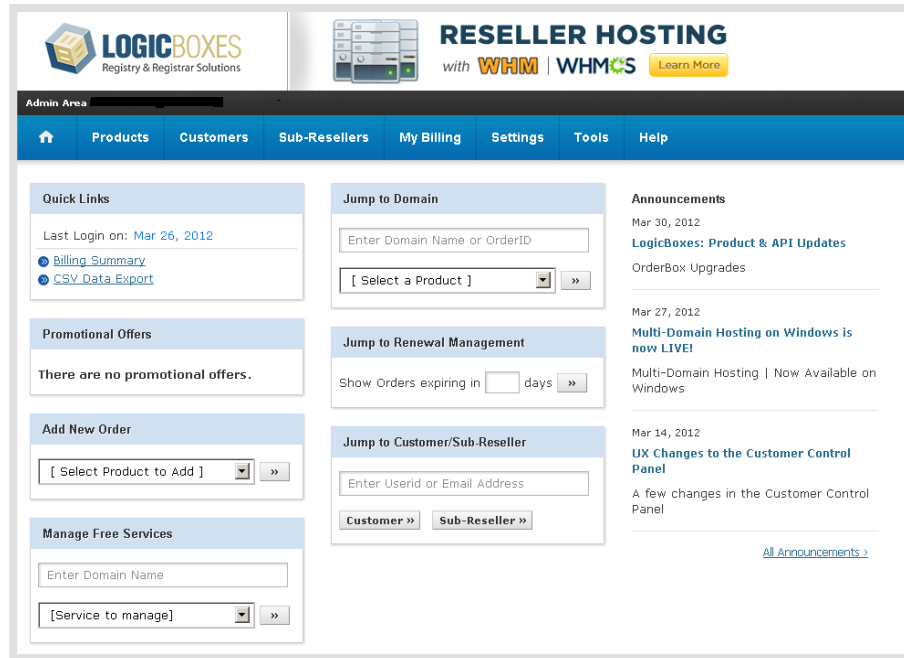 LOGICBOXES
Registry & Registrar Solutions
RESELLER HOSTING
with WHM | WHMCS Learn More
Admin Area
Products Customers Sub-Resellers My Billing Settings Tools Help
Quick Links
Last Login on: Mar 26, 2012
Billing Summary
CSV Data Export
Promotional Offers
There are no promotional offers.
Add New Order
[ Select Product to Add ] »
Manage Free Services
Enter Domain Name
[Service to manage] »
Jump to Domain
Enter Domain Name or OrderID
[ Select a Product ] »
Jump to Renewal Management
Show Orders expiring in days »
Jump to Customer/Sub-Reseller
Enter Userid or Email Address
Customer » Sub-Reseller »
Announcements
Mar 30, 2012
LogicBoxes: Product & API Updates
OrderBox Upgrades
Mar 27, 2012
Multi-Domain Hosting on Windows is
now LIVE!
Multi-Domain Hosting | Now Available on
Windows
Mar 14, 2012
UX Changes to the Customer Control
Panel
A few changes in the Customer Control
Panel
All Announcements >